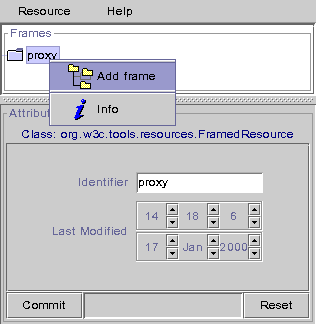 Resource Help
Frames
proxy
Add frame
Info
Attribut
Class: org.w3c.tools.resources.FramedResource
Identifier proxy
14 18 6
Last Modified
17 Jan 2000
Commit Reset